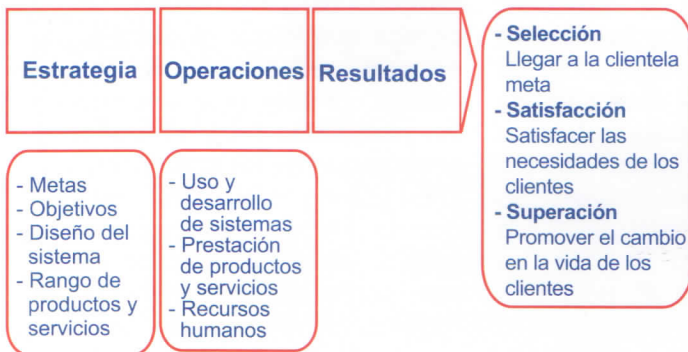 Estrategia
Operaciones
Resultados
- Metas
- Objetivos
- Diseño del
sistema
- Rango de
productos y
servicios
- Uso y
desarrollo
de sistemas
- Prestación
de productos
y servicios
- Recursos
humanos
- Selección
Llegar a la clientela
meta
- Satisfacción
Satisfacer las
necesidades de los
clientes
- Superación
Promover el cambio
en la vida de los
clientes